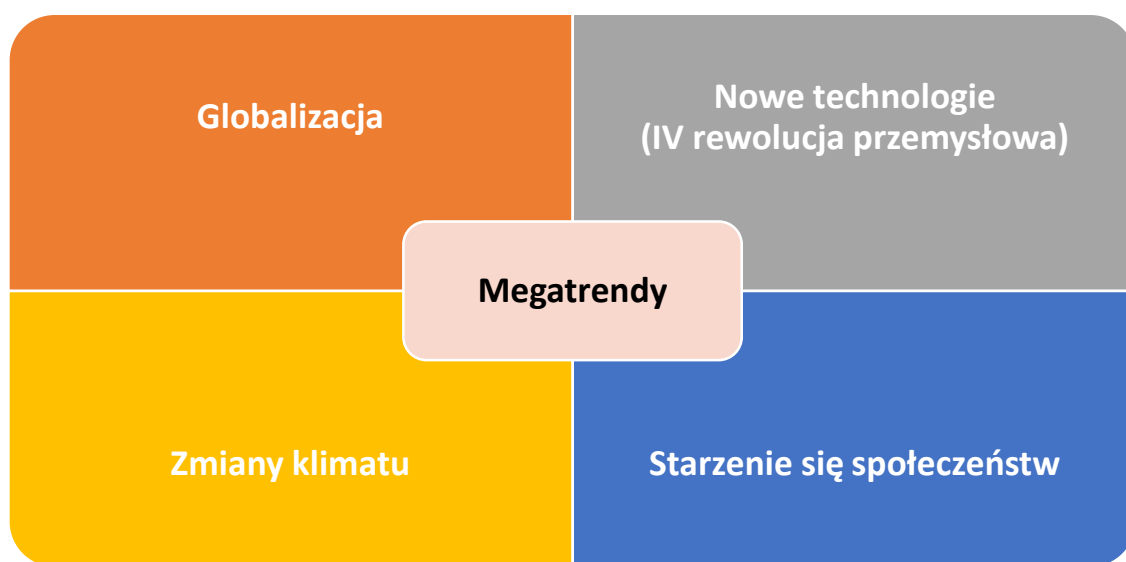 Globalizacja
Nowe technologie
(IV rewolucja przemysłowa)
Megatrendy
Zmiany klimatu
Starzenie się społeczeństw